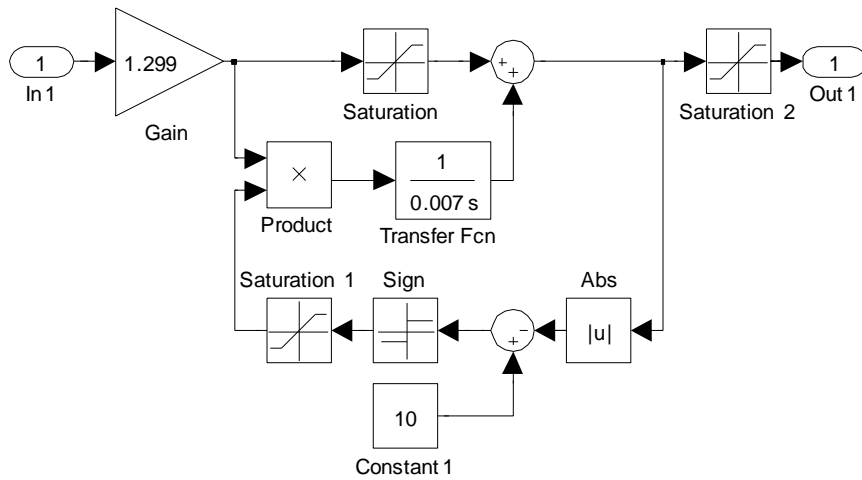 1
In 1
1.299
Gain
Saturation
+
+
Saturation 2
1
Out 1
×
Product
1
0.007 s
Transfer Fcn
Saturation 1
Sign
−
+
Abs
|u|
10
Constant 1